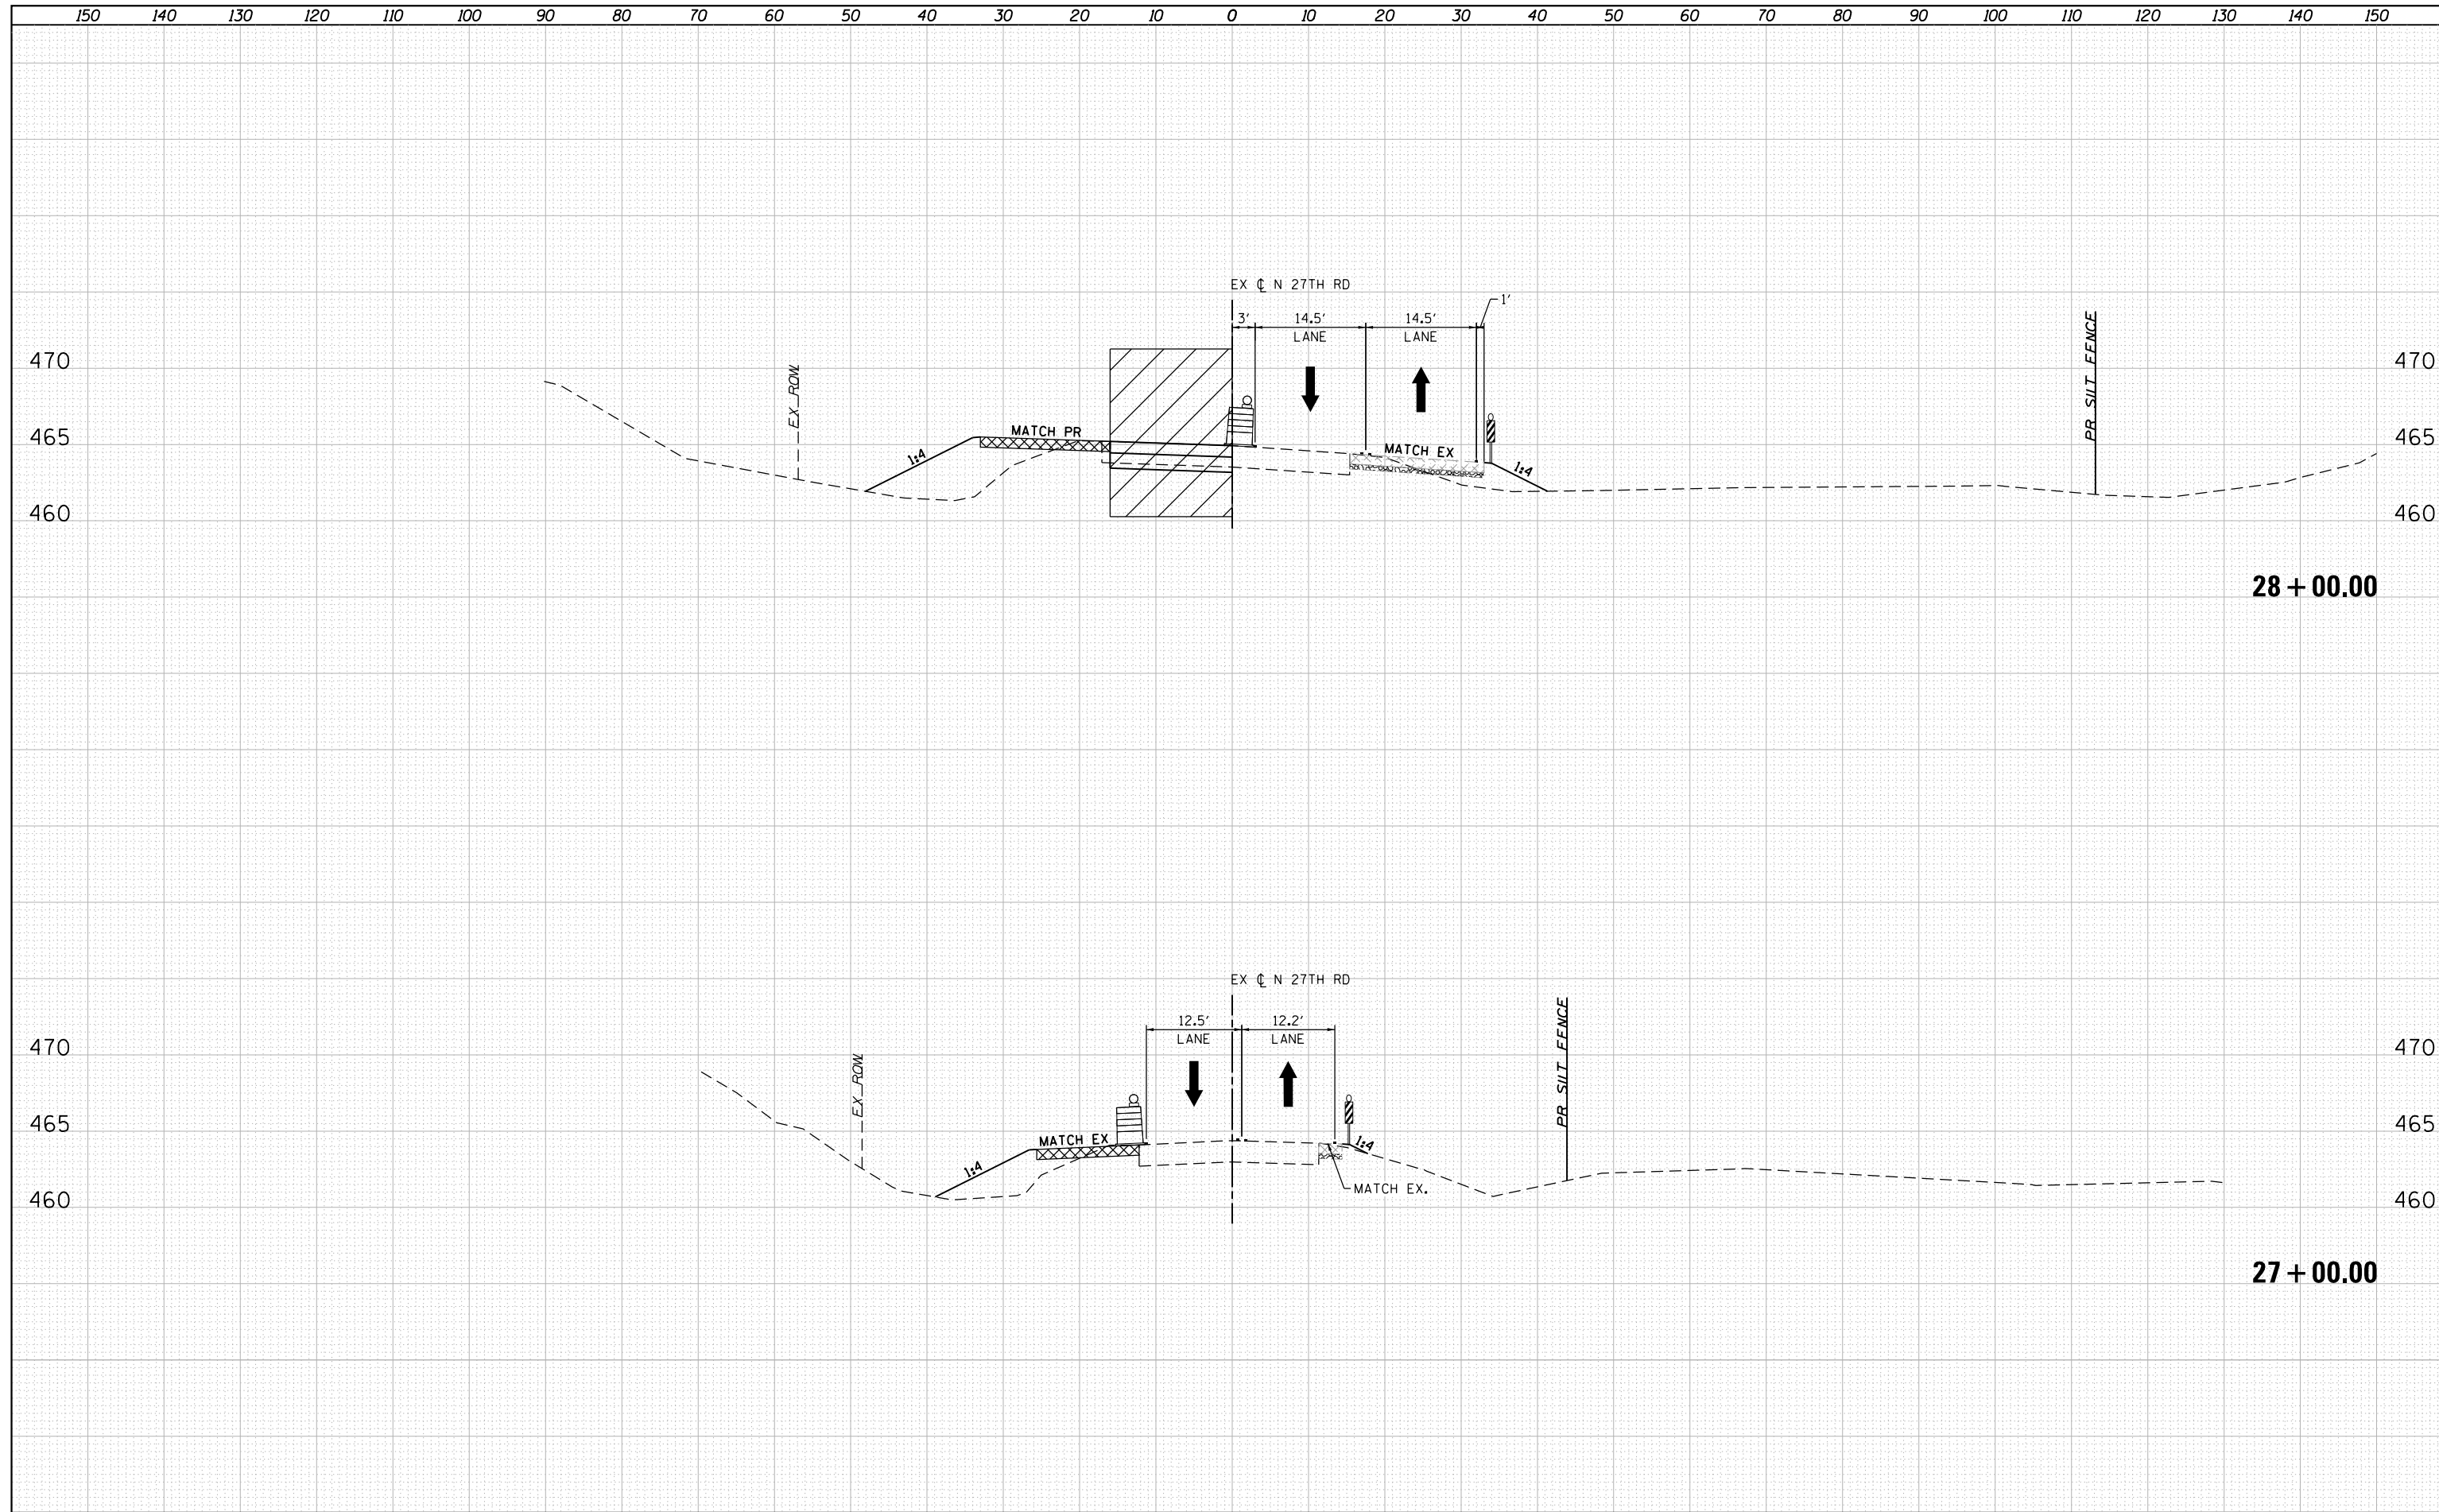 150 140 130 120 110 100 90 80 70 60 50 40 30 20 10 0 10 20 30 40 50 60 70 80 90 100 110 120 130 140 150
EX ℄ N 27TH RD
1'
3' 14.5' 14.5'
LANE LANE
PR SILT FENCE
470 470
EX ROW
MATCH PR
465 465
MATCH EX
1:4 1:4
460 460
28+00.00
EX ℄ N 27TH RD
12.5' 12.2'
LANE LANE
PR SILT FENCE
470 470
EX ROW
465 465
MATCH EX
1:4 1:4
MATCH EX.
460 460
27+00.00